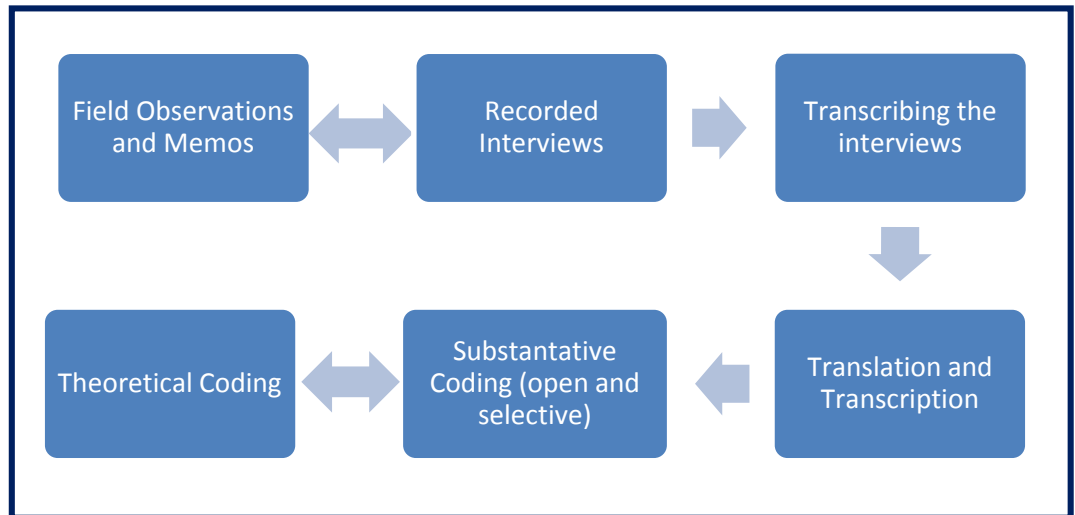 Field Observations
and Memos
Recorded
Interviews
Transcribing the
interviews
Theoretical Coding
Substantative
Coding (open and
selective)
Translation and
Transcription